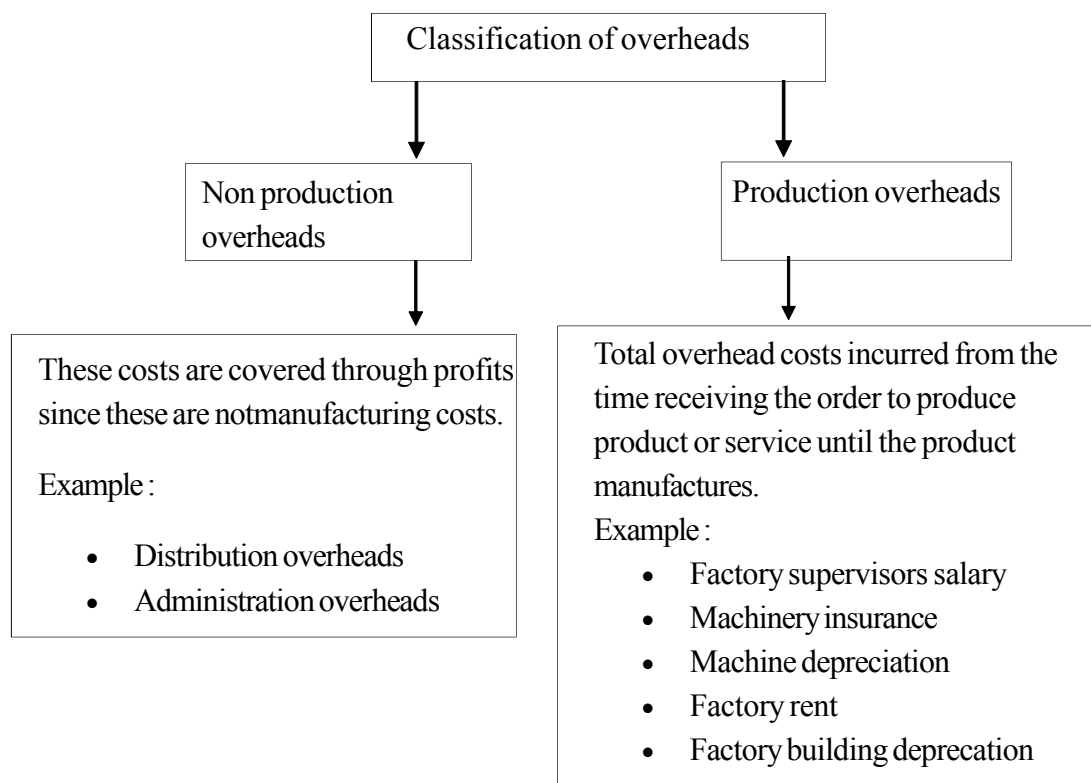 Classification of overheads
Non production
overheads
Production overheads
These costs are covered through profits
since these are notmanufacturing costs.
Example :
• Distribution overheads
• Administration overheads
Total overhead costs incurred from the
time receiving the order to produce
product or service until the product
manufactures.
Example :
• Factory supervisors salary
• Machinery insurance
• Machine depreciation
• Factory rent
• Factory building deprecation